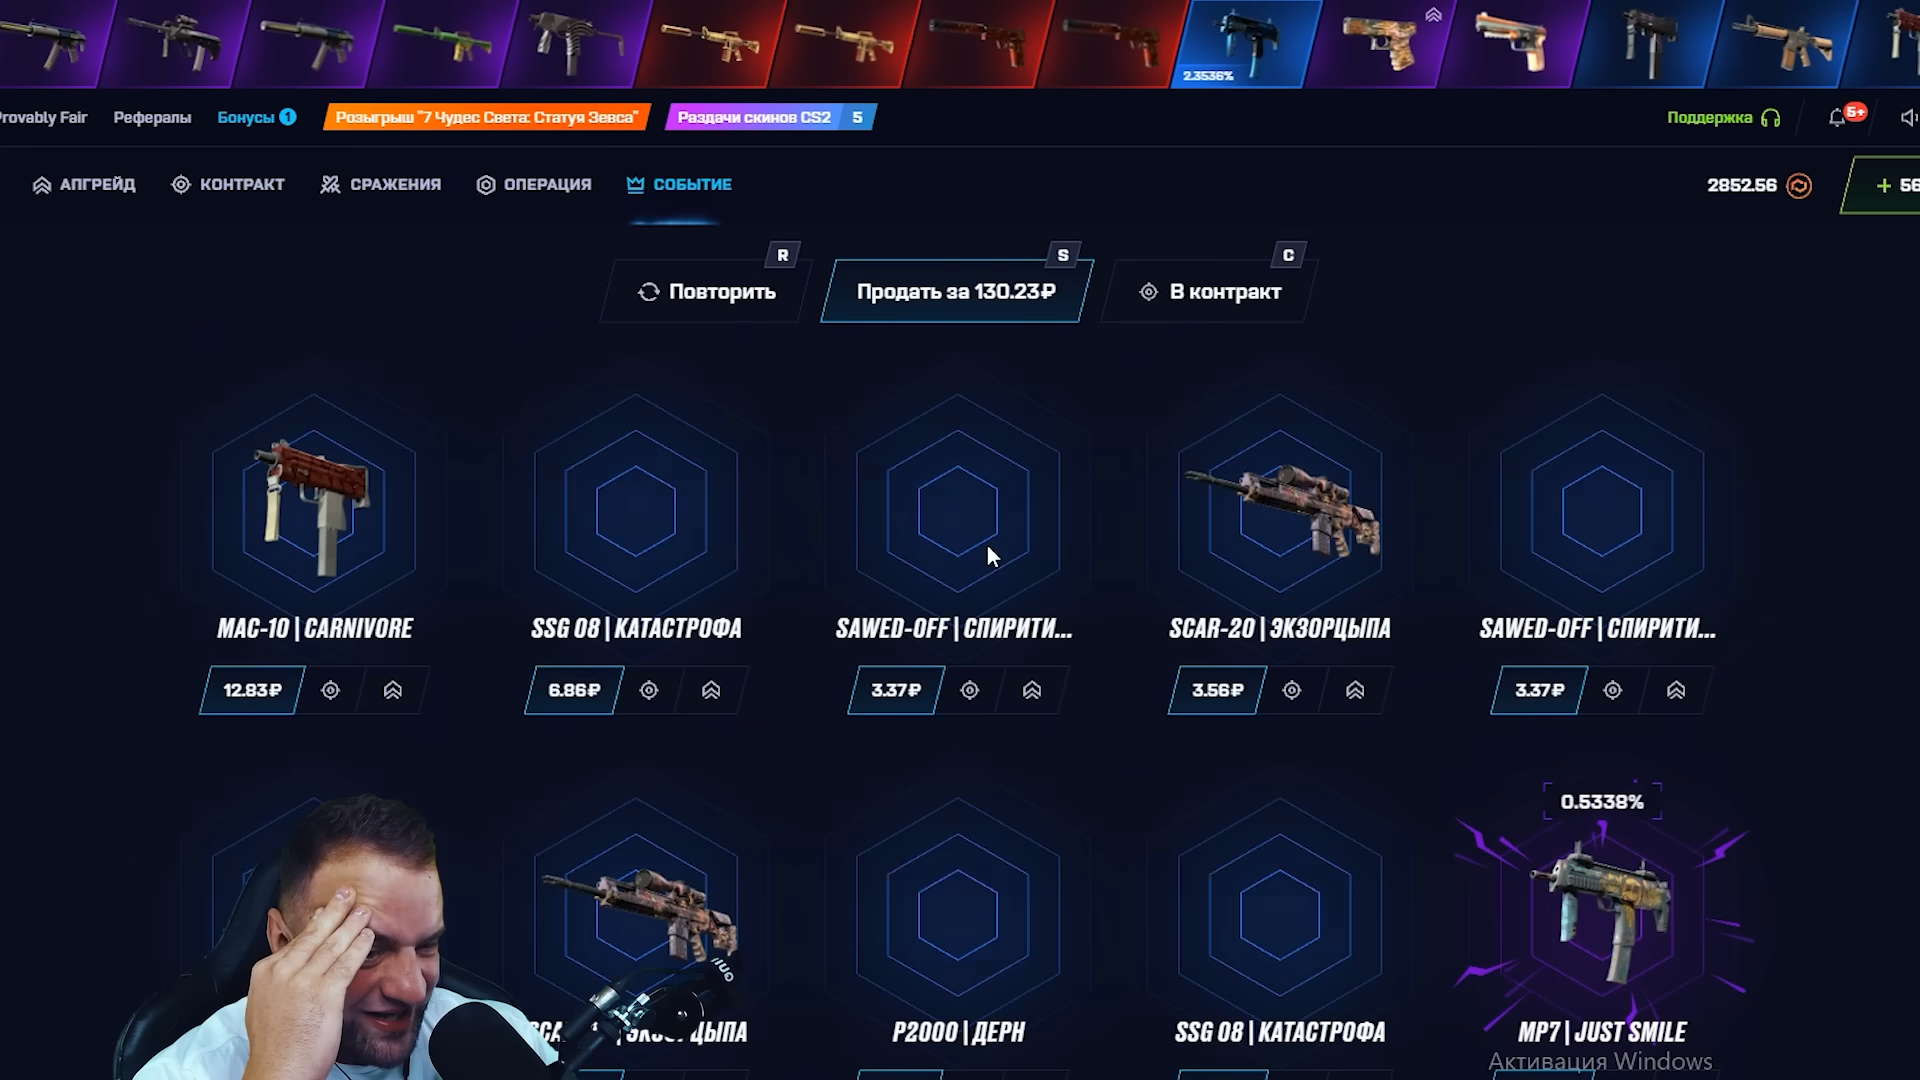 2.3536%
Provably Fair
Рефералы
Бонусы 1
Розыгрыш "7 Чудес Света: Статуя Зевса"
Раздачи скинов CS2 5
Поддержка
5+
АПГРЕЙД
КОНТРАКТ
СРАЖЕНИЯ
ОПЕРАЦИЯ
СОБЫТИЕ
2852.56
+ 56
R
S
C
Повторить
Продать за 130.23₽
В контракт
MAC-10 | CARNIVORE
SSG 08 | КАТАСТРОФА
SAWED-OFF | СПИРИТИ...
SCAR-20 | ЭКЗОРЦЫПА
SAWED-OFF | СПИРИТИ...
12.83₽
6.86₽
3.37₽
3.56₽
3.37₽
0.5338%
P2000 | ДЕРН
SSG 08 | КАТАСТРОФА
MP7 | JUST SMILE
Активация Windows